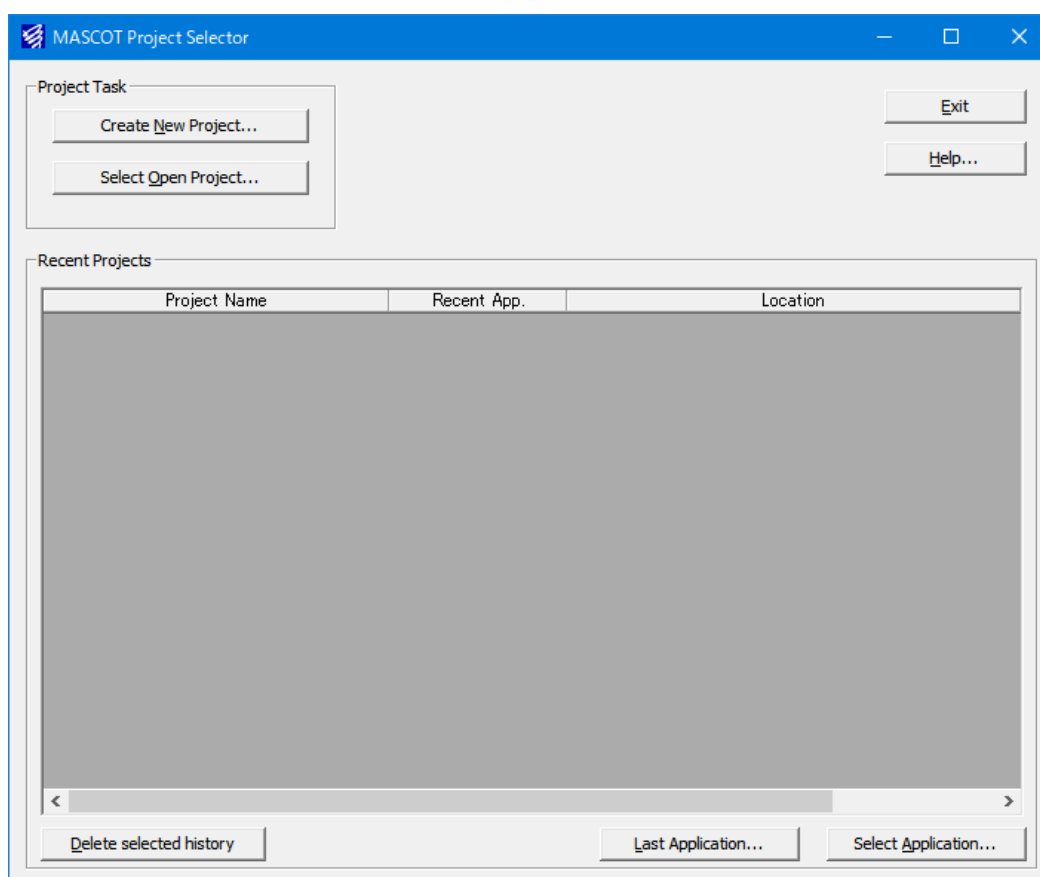 MASCOT Project Selector
Project Task
Create New Project...
Select Open Project...
Exit
Help...
Recent Projects
Project Name Recent App. Location
Delete selected history Last Application... Select Application...